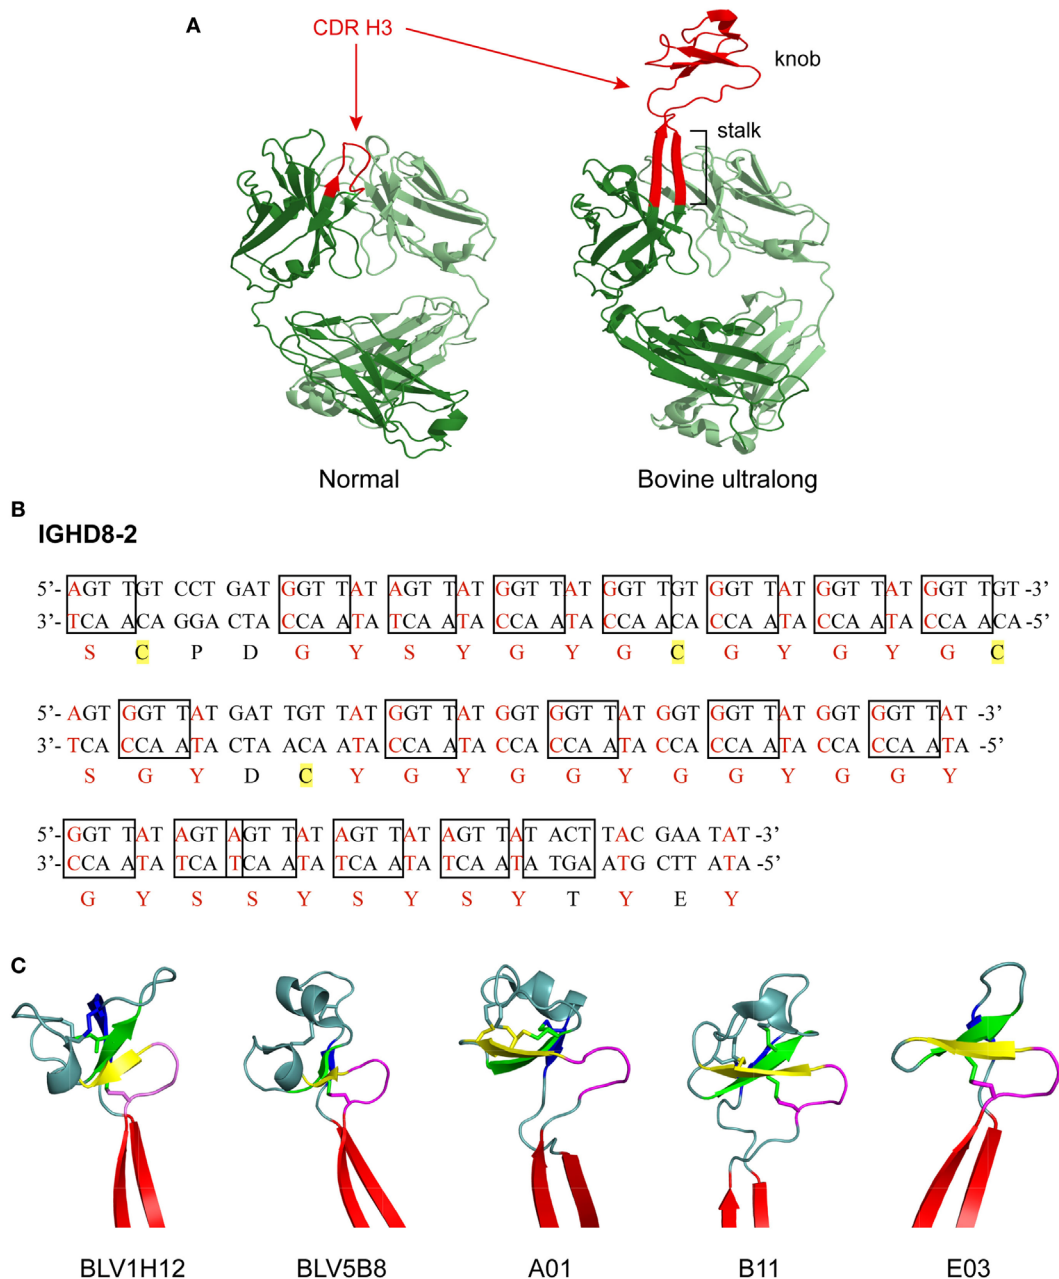 A
CDR H3
knob
stalk
Normal
Bovine ultralong
B
IGHD8-2
5’- AGT TGT CCT GAT GGT TAT AGT TAT GGT TAT GGT TGT GGT TAT GGT TAT GGT TGT -3’
3’- TCA ACA GGA CTA CCA ATA TCA ATA CCA ATA CCA ACA CCA ATA CCA ATA CCA ACA -5’
S C P D G Y S Y G Y G C G Y G Y G C
5’- AGT GGT TAT GAT TGT TAT GGT TAT GGT GGT TAT GGT GGT TAT GGT GGT TAT -3’
3’- TCA CCA ATA CTA ACA ATA CCA ATA CCA CCA ATA CCA CCA ATA CCA CCA ATA -5’
S G Y D C Y G Y G G Y G G Y G G Y
5’- GGT TAT AGT AGT TAT AGT TAT AGT TAT ACT TAC GAA TAT -3’
3’- CCA ATA TCA TCA ATA TCA ATA TCA ATA TGA ATG CTT ATA -5’
G Y S S Y S Y S Y T Y E Y
C
BLV1H12
BLV5B8
A01
B11
E03